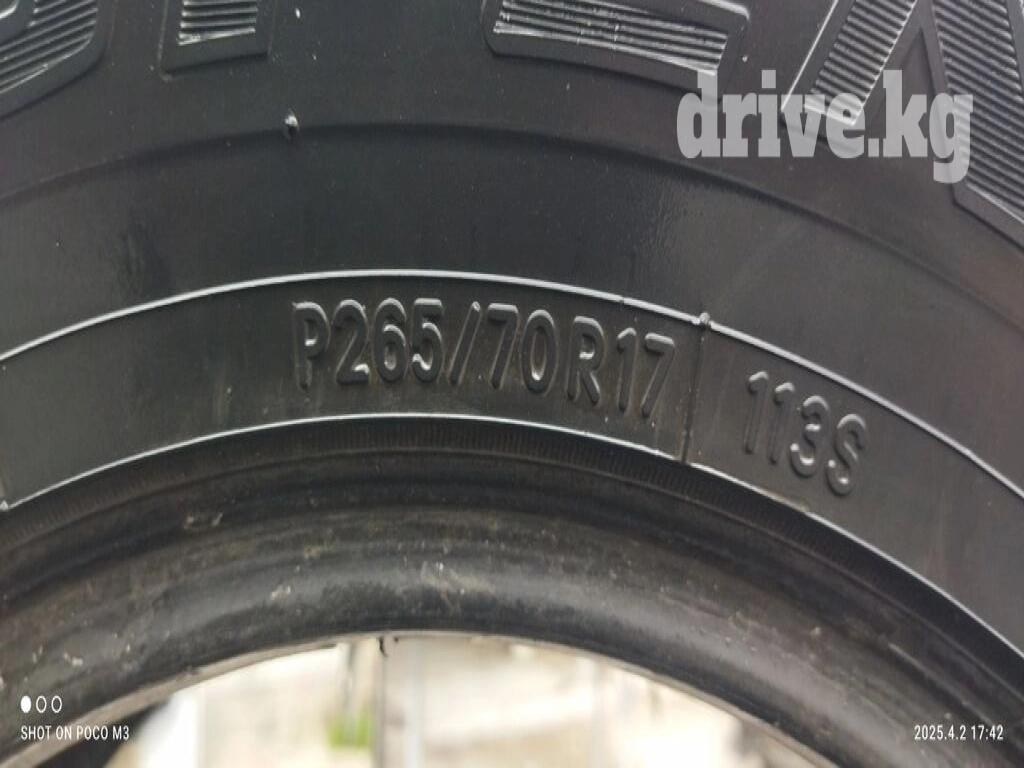 drive.kg
P265/70R17 113S
SHOT ON POCO M3
2025.4.2 17:42